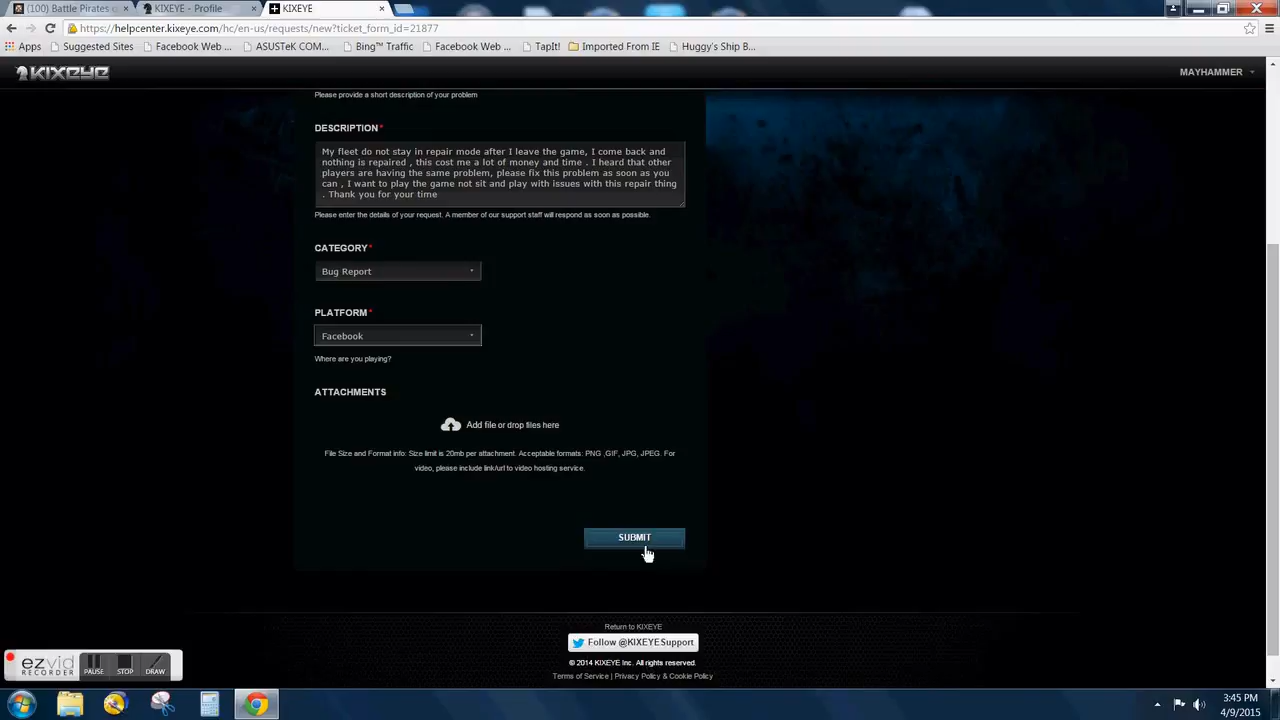 (100) Battle Pirates
KIXEYE - Profile
KIXEYE
https://helpcenter.kixeye.com/hc/en-us/requests/new?ticket_form_id=21877
Apps
Suggested Sites
Facebook Web ...
ASUSTeK COM...
Bing™ Traffic
Facebook Web ...
TapIt!
Imported From IE
Huggy's Ship B...
KIXEYE
MAYHAMMER
Please provide a short description of your problem
DESCRIPTION*
My fleet do not stay in repair mode after I leave the game, I come back and
nothing is repaired , this cost me a lot of money and time . I heard that other
players are having the same problem, please fix this problem as soon as you
can , I want to play the game not sit and play with issues with this repair thing
. Thank you for your time
Please enter the details of your request. A member of our support staff will respond as soon as possible.
CATEGORY*
Bug Report
PLATFORM*
Facebook
Where are you playing?
ATTACHMENTS
Add file or drop files here
File Size and Format info: Size limit is 20mb per attachment. Acceptable formats: PNG ,GIF, JPG, JPEG. For
video, please include link/url to video hosting service.
SUBMIT
Return to KIXEYE
Follow @KIXEYESupport
© 2014 KIXEYE Inc. All rights reserved.
Terms of Service | Privacy Policy & Cookie Policy
ezvid
RECORDER
PAUSE
STOP
DRAW
3:45 PM
4/9/2015